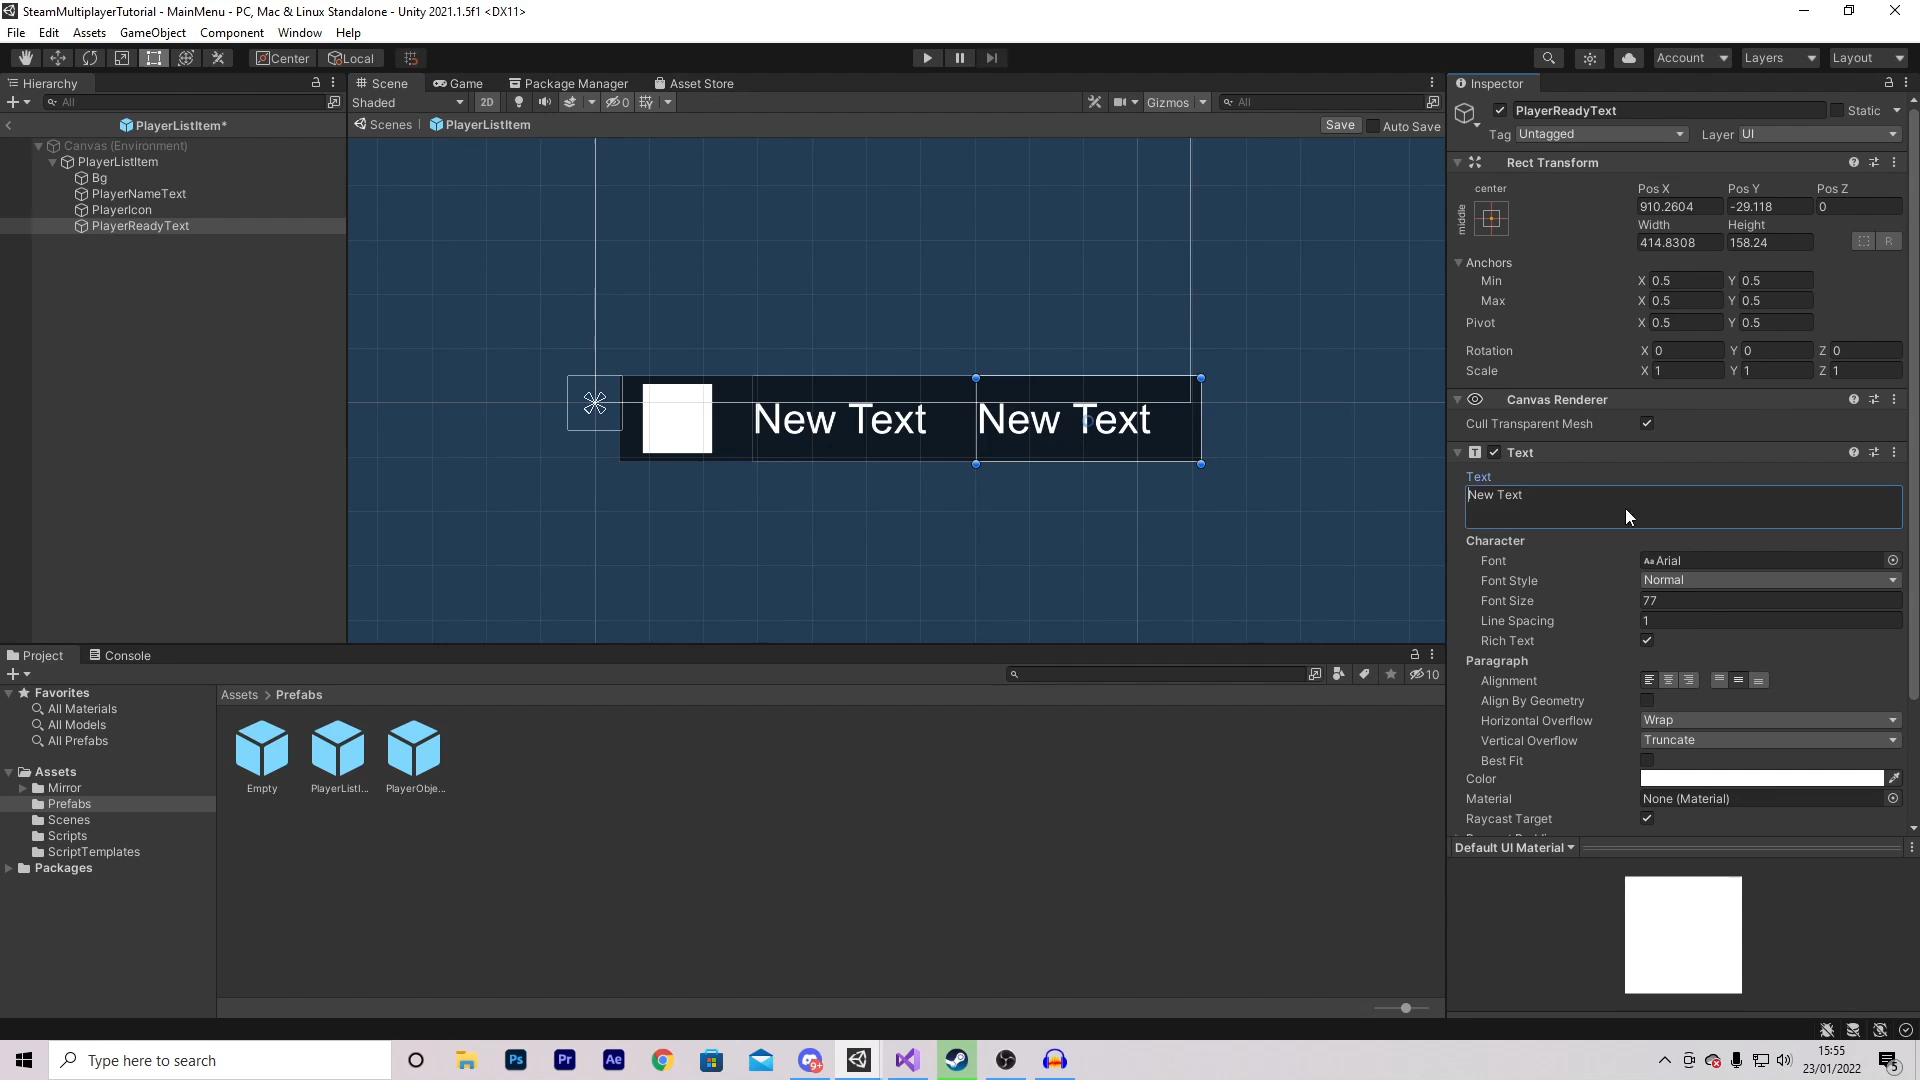 SteamMultiplayerTutorial - MainMenu - PC, Mac & Linux Standalone - Unity 2021.1.5f1 <DX11>
File Edit Assets GameObject Component Window Help
Center Local Account Layers Layout
Hierarchy Scene Game Package Manager Asset Store Inspector
All Shaded 2D 0 Gizmos All
PlayerListItem* Scenes PlayerListItem Save Auto Save
PlayerReadyText Static
Tag Untagged Layer UI
Canvas (Environment)
PlayerListItem
Bg
PlayerNameText
PlayerIcon
PlayerReadyText
New Text New Text
Rect Transform
center Pos X Pos Y Pos Z
middle 910.2604 -29.118 0
Width Height
414.8308 158.24 R
Anchors
Min X 0.5 Y 0.5
Max X 0.5 Y 0.5
Pivot X 0.5 Y 0.5
Rotation X 0 Y 0 Z 0
Scale X 1 Y 1 Z 1
Canvas Renderer
Cull Transparent Mesh
Text
Text
New Text
Character
Font Aa Arial
Font Style Normal
Font Size 77
Line Spacing 1
Rich Text
Paragraph
Alignment
Align By Geometry
Horizontal Overflow Wrap
Vertical Overflow Truncate
Best Fit
Color
Material None (Material)
Raycast Target
Default UI Material
Project Console
10
Favorites
All Materials
All Models
All Prefabs
Assets
Mirror
Prefabs
Scenes
Scripts
ScriptTemplates
Packages
Assets > Prefabs
Empty PlayerListI... PlayerObje...
Type here to search
Ps Pr Ae 9+
15:55
23/01/2022
5